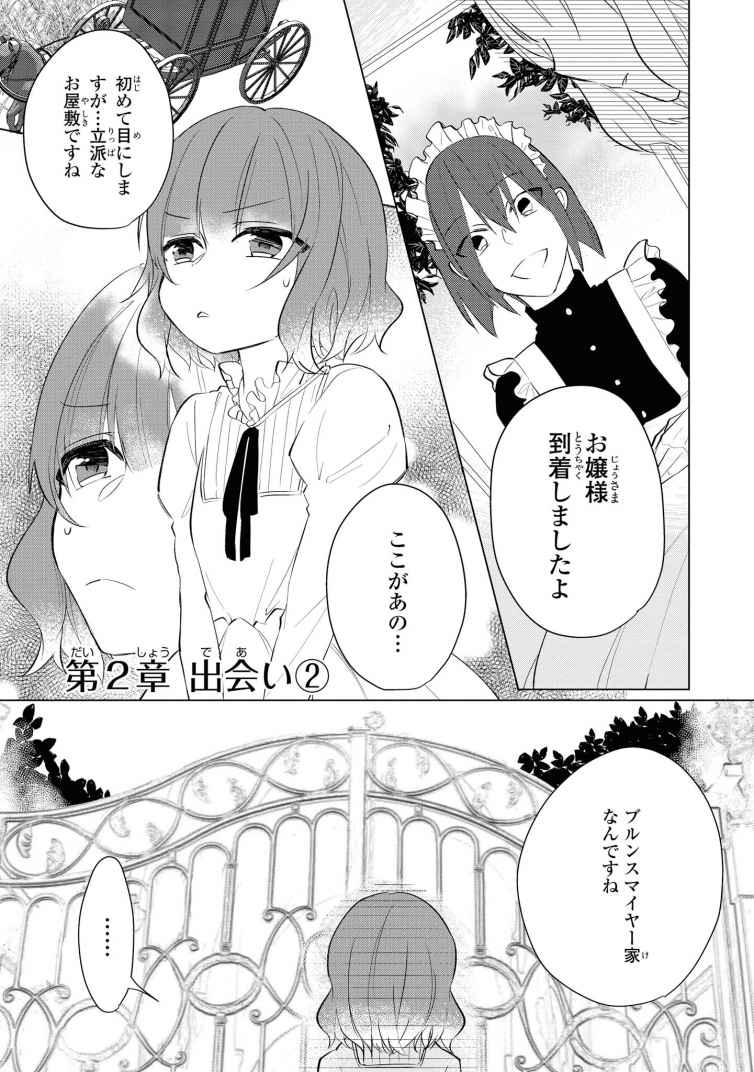 お嬢様
到着しましたよ
初めて目にしま
すが…立派な
お屋敷ですね
ここがあの…
第2章 出会い②
ブルンスマイヤー家
なんですね
……